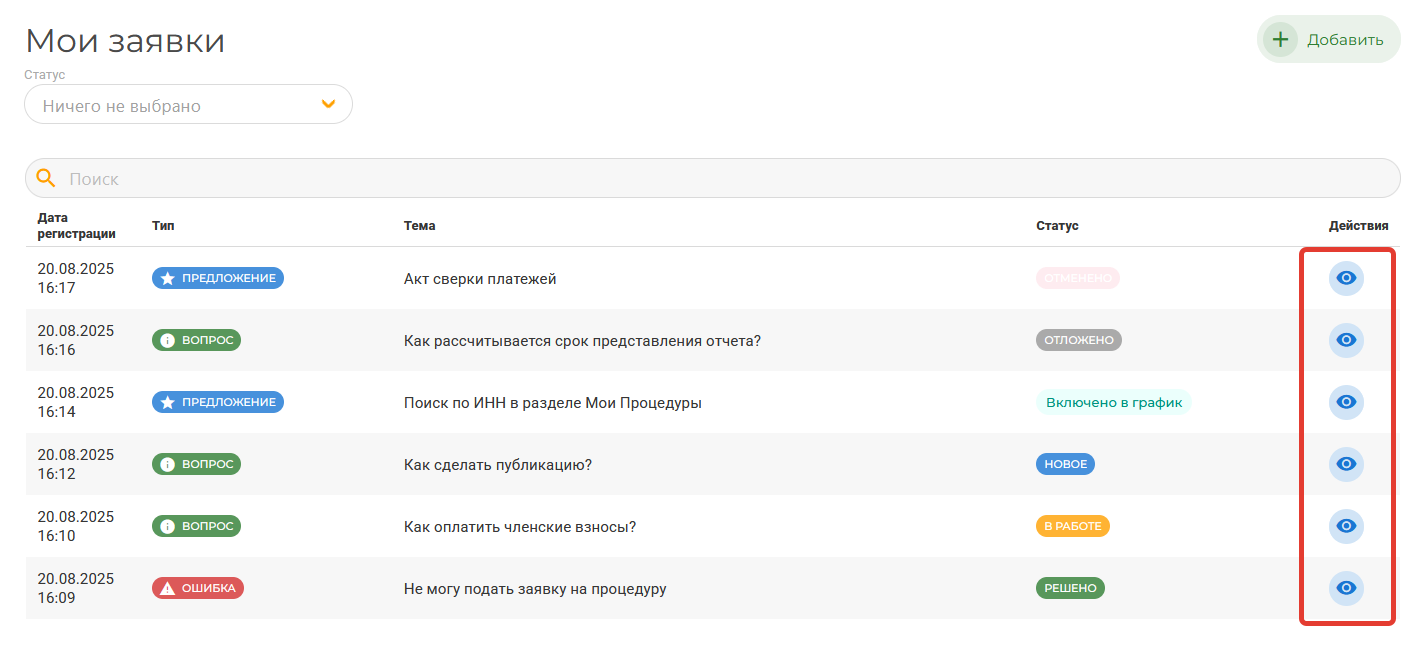 Мои заявки
Добавить
Статус
Ничего не выбрано
Поиск
Дата регистрации Тип Тема Статус Действия
20.08.2025 16:17 ПРЕДЛОЖЕНИЕ Акт сверки платежей ОТМЕНЕНО
20.08.2025 16:16 ВОПРОС Как рассчитывается срок представления отчета? ОТЛОЖЕНО
20.08.2025 16:14 ПРЕДЛОЖЕНИЕ Поиск по ИНН в разделе Мои Процедуры Включено в график
20.08.2025 16:12 ВОПРОС Как сделать публикацию? НОВОЕ
20.08.2025 16:10 ВОПРОС Как оплатить членские взносы? В РАБОТЕ
20.08.2025 16:09 ОШИБКА Не могу подать заявку на процедуру РЕШЕНО